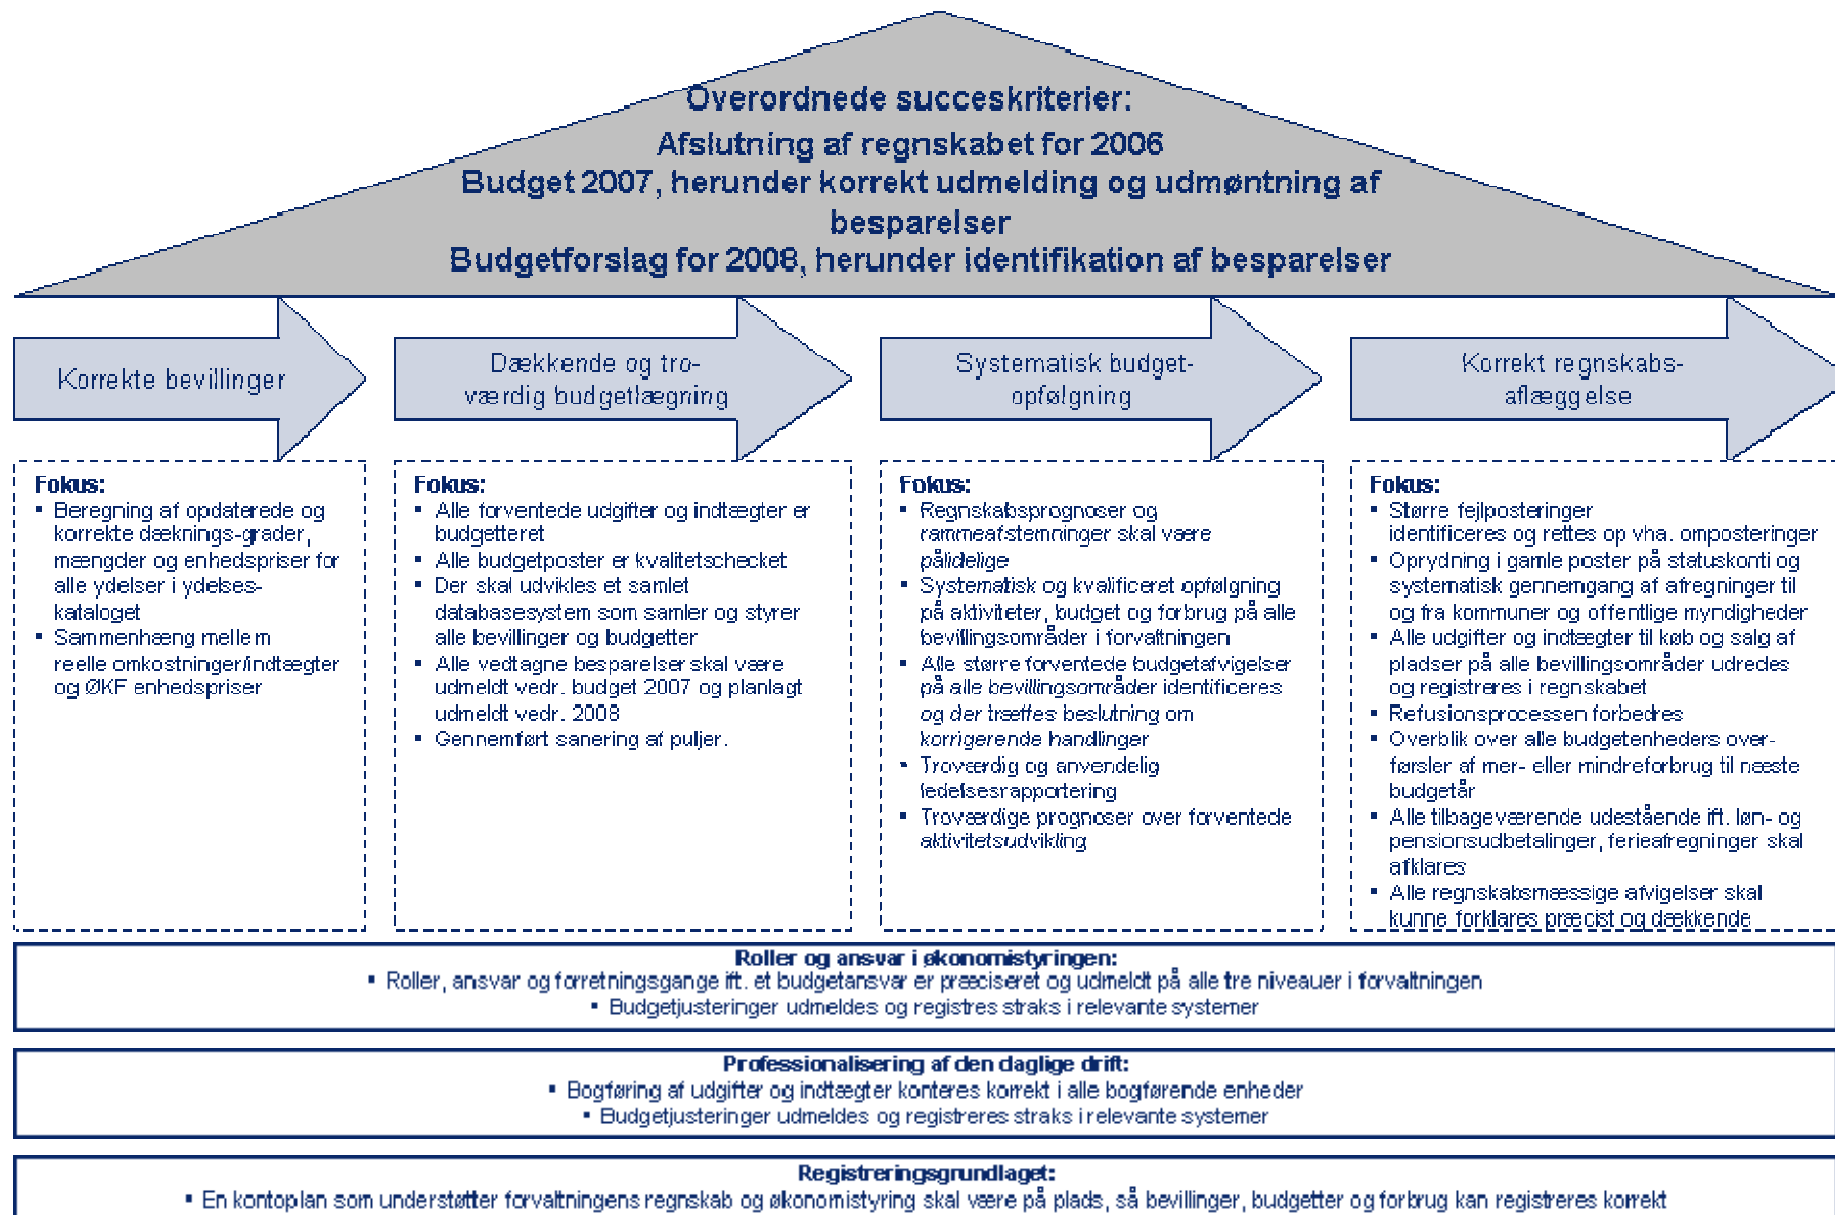 Overordnede succeskriterier:
Afslutning af regnskabet for 2006
Budget 2007, herunder korrekt udmelding og udmøntning af
besparelser
Budgetforslag for 2008, herunder identifikation af besparelser
Korrekte bevillinger
Dækkende og tro-
værdig budgetlægning
Systematisk budget-
opfølgning
Korrekt regnskabs-
aflæggelse
Fokus:
▪ Beregning af opdaterede og
korrekte dæknings-grader,
mængder og enhedspriser for
alle ydelser i ydelses-
kataloget
▪ Sammenhæng mellem
reelle omkostninger/indtægter
og ØKF enhedspriser
Fokus:
▪ Alle forventede udgifter og indtægter er
budgetteret
▪ Alle budgetposter er kvalitetschecket
▪ Der skal udvikles et samlet
databasesystem som samler og styrer
alle bevillinger og budgetter
▪ Alle vedtagne besparelser skal være
udmeldt vedr. budget 2007 og planlagt
udmeldt vedr. 2008
▪ Gennemført sanering af puljer.
Fokus:
▪ Regnskabsprognoser og
rammeafstemninger skal være
pålidelige
▪ Systematisk og kvalificeret opfølgning
på aktiviteter, budget og forbrug på alle
bevillingsområder i forvaltningen
▪ Alle større forventede budgetafvigelser
på alle bevillingsområder identificeres
og der træffes beslutning om
korrigerende handlinger
▪ Troværdig og anvendelig
ledelsesrapportering
▪ Troværdige prognoser over forventede
aktivitetsudvikling
Fokus:
▪ Større fejlposteringer
identificeres og rettes op vha. omposteringer
▪ Oprydning i gamle poster på statuskonti og
systematisk gennemgang af afregninger til
og fra kommuner og offentlige myndigheder
▪ Alle udgifter og indtægter til køb og salg af
pladser på alle bevillingsområder udredes
og registreres i regnskabet
▪ Refusionsprocessen forbedres
▪ Overblik over alle budgetenheders over-
førsler af mer- eller mindreforbrug til næste
budgetår
▪ Alle tilbageværende udestående ift. løn- og
pensionsudbetalinger, ferieafregninger skal
afklares
▪ Alle regnskabsmæssige afvigelser skal
kunne forklares præcist og dækkende
Roller og ansvar i økonomistyringen:
▪ Roller, ansvar og forretningsgange ift. et budgetansvar er præciseret og udmeldt på alle tre niveauer i forvaltningen
▪ Budgetjusteringer udmeldes og registres straks i relevante systemer
Professionalisering af den daglige drift:
▪ Bogføring af udgifter og indtægter konteres korrekt i alle bogførende enheder
▪ Budgetjusteringer udmeldes og registreres straks i relevante systemer
Registreringsgrundlaget:
▪ En kontoplan som understøtter forvaltningens regnskab og økonomistyring skal være på plads, så bevillinger, budgetter og forbrug kan registreres korrekt